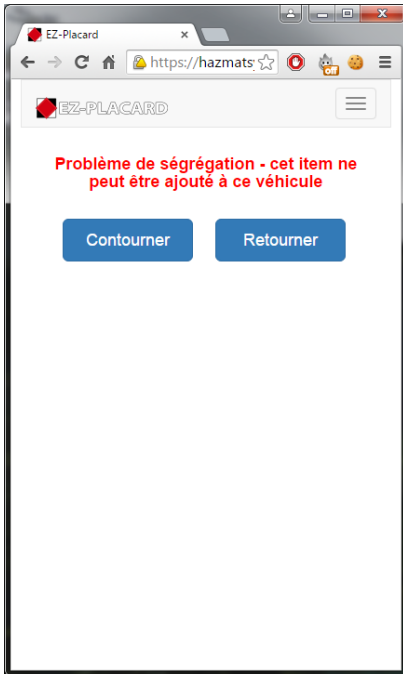 EZ-Placard
https://hazmats
Off
EZ-PLACARD
Problème de ségrégation - cet item ne
peut être ajouté à ce véhicule
Contourner Retourner